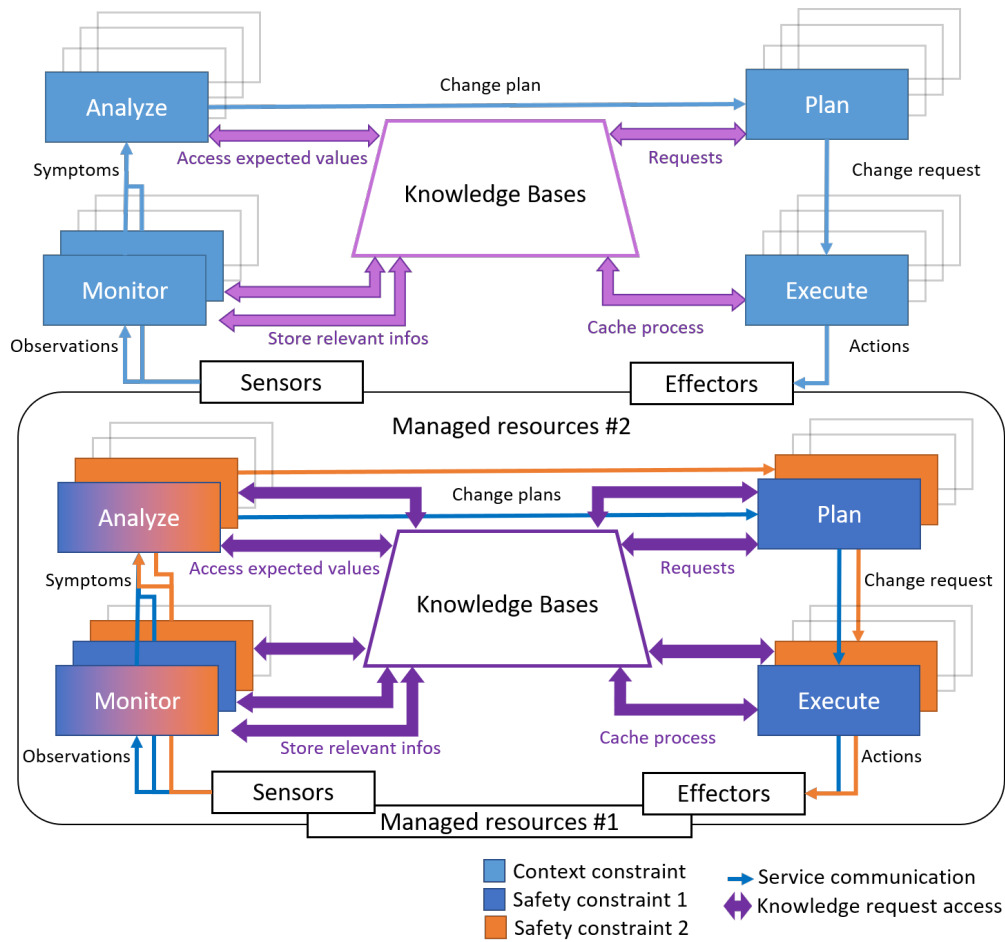 Analyze
Change plan
Plan
Access expected values
Requests
Symptoms
Knowledge Bases
Change request
Monitor
Execute
Observations
Store relevant infos
Cache process
Actions
Sensors
Effectors
Managed resources #2
Analyze
Change plans
Plan
Access expected values
Requests
Symptoms
Knowledge Bases
Change request
Monitor
Execute
Observations
Store relevant infos
Cache process
Actions
Sensors
Effectors
Managed resources #1
Context constraint
Service communication
Safety constraint 1
Knowledge request access
Safety constraint 2